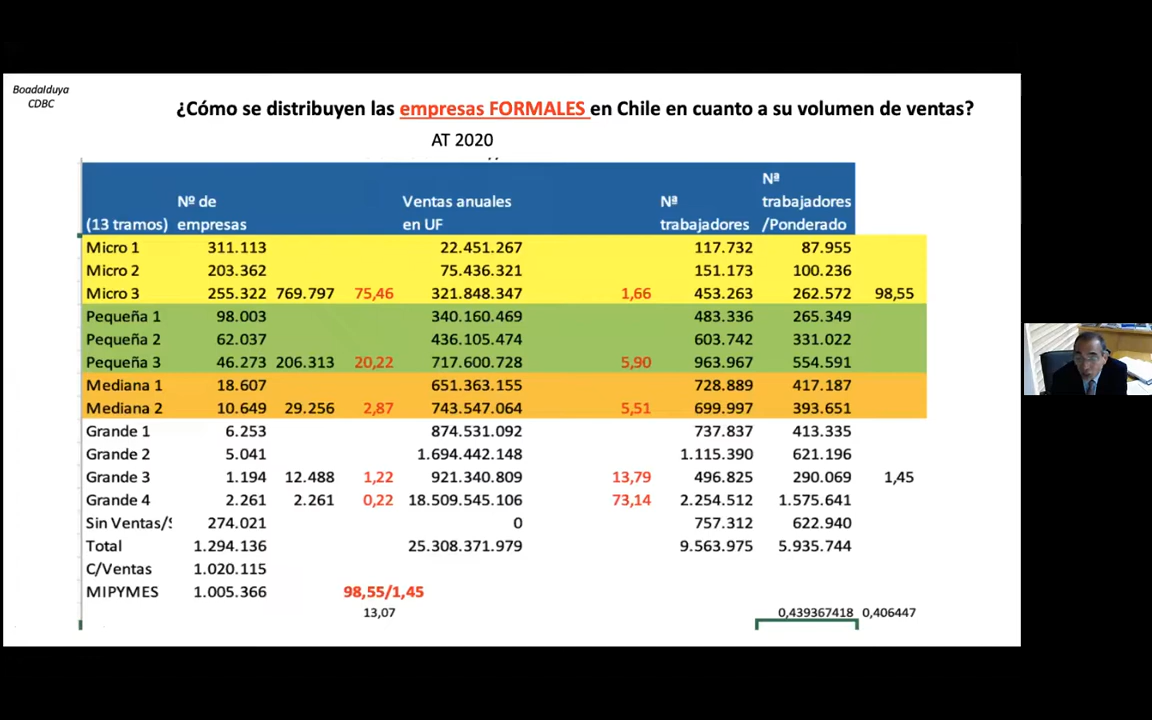 Boadalduya
CDBC
¿Cómo se distribuyen las empresas FORMALES en Chile en cuanto a su volumen de ventas?
AT 2020
(13 tramos) Nº de empresas Ventas anuales en UF Nª trabajadores Nª trabajadores /Ponderado
Micro 1 311.113 22.451.267 117.732 87.955
Micro 2 203.362 75.436.321 151.173 100.236
Micro 3 255.322 769.797 75,46 321.848.347 1,66 453.263 262.572 98,55
Pequeña 1 98.003 340.160.469 483.336 265.349
Pequeña 2 62.037 436.105.474 603.742 331.022
Pequeña 3 46.273 206.313 20,22 717.600.728 5,90 963.967 554.591
Mediana 1 18.607 651.363.155 728.889 417.187
Mediana 2 10.649 29.256 2,87 743.547.064 5,51 699.997 393.651
Grande 1 6.253 874.531.092 737.837 413.335
Grande 2 5.041 1.694.442.148 1.115.390 621.196
Grande 3 1.194 12.488 1,22 921.340.809 13,79 496.825 290.069 1,45
Grande 4 2.261 2.261 0,22 18.509.545.106 73,14 2.254.512 1.575.641
Sin Ventas/ 274.021 0 757.312 622.940
Total 1.294.136 25.308.371.979 9.563.975 5.935.744
C/Ventas 1.020.115
MIPYMES 1.005.366 98,55/1,45
13,07 0,439367418 0,406447